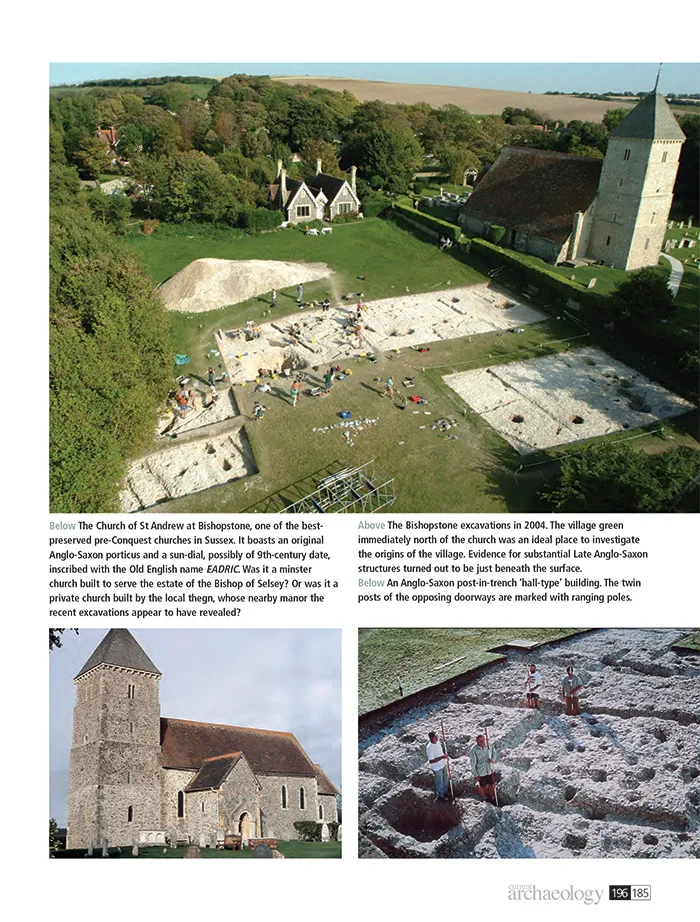 Below The Church of St Andrew at Bishopstone, one of the best-
preserved pre-Conquest churches in Sussex. It boasts an original
Anglo-Saxon porticus and a sun-dial, possibly of 9th-century date,
inscribed with the Old English name EADRIC. Was it a minster
church built to serve the estate of the Bishop of Selsey? Or was it a
private church built by the local thegn, whose nearby manor the
recent excavations appear to have revealed?
Above The Bishopstone excavations in 2004. The village green
immediately north of the church was an ideal place to investigate
the origins of the village. Evidence for substantial Late Anglo-Saxon
structures turned out to be just beneath the surface.
Below An Anglo-Saxon post-in-trench ‘hall-type’ building. The twin
posts of the opposing doorways are marked with ranging poles.
current
archaeology 196 185